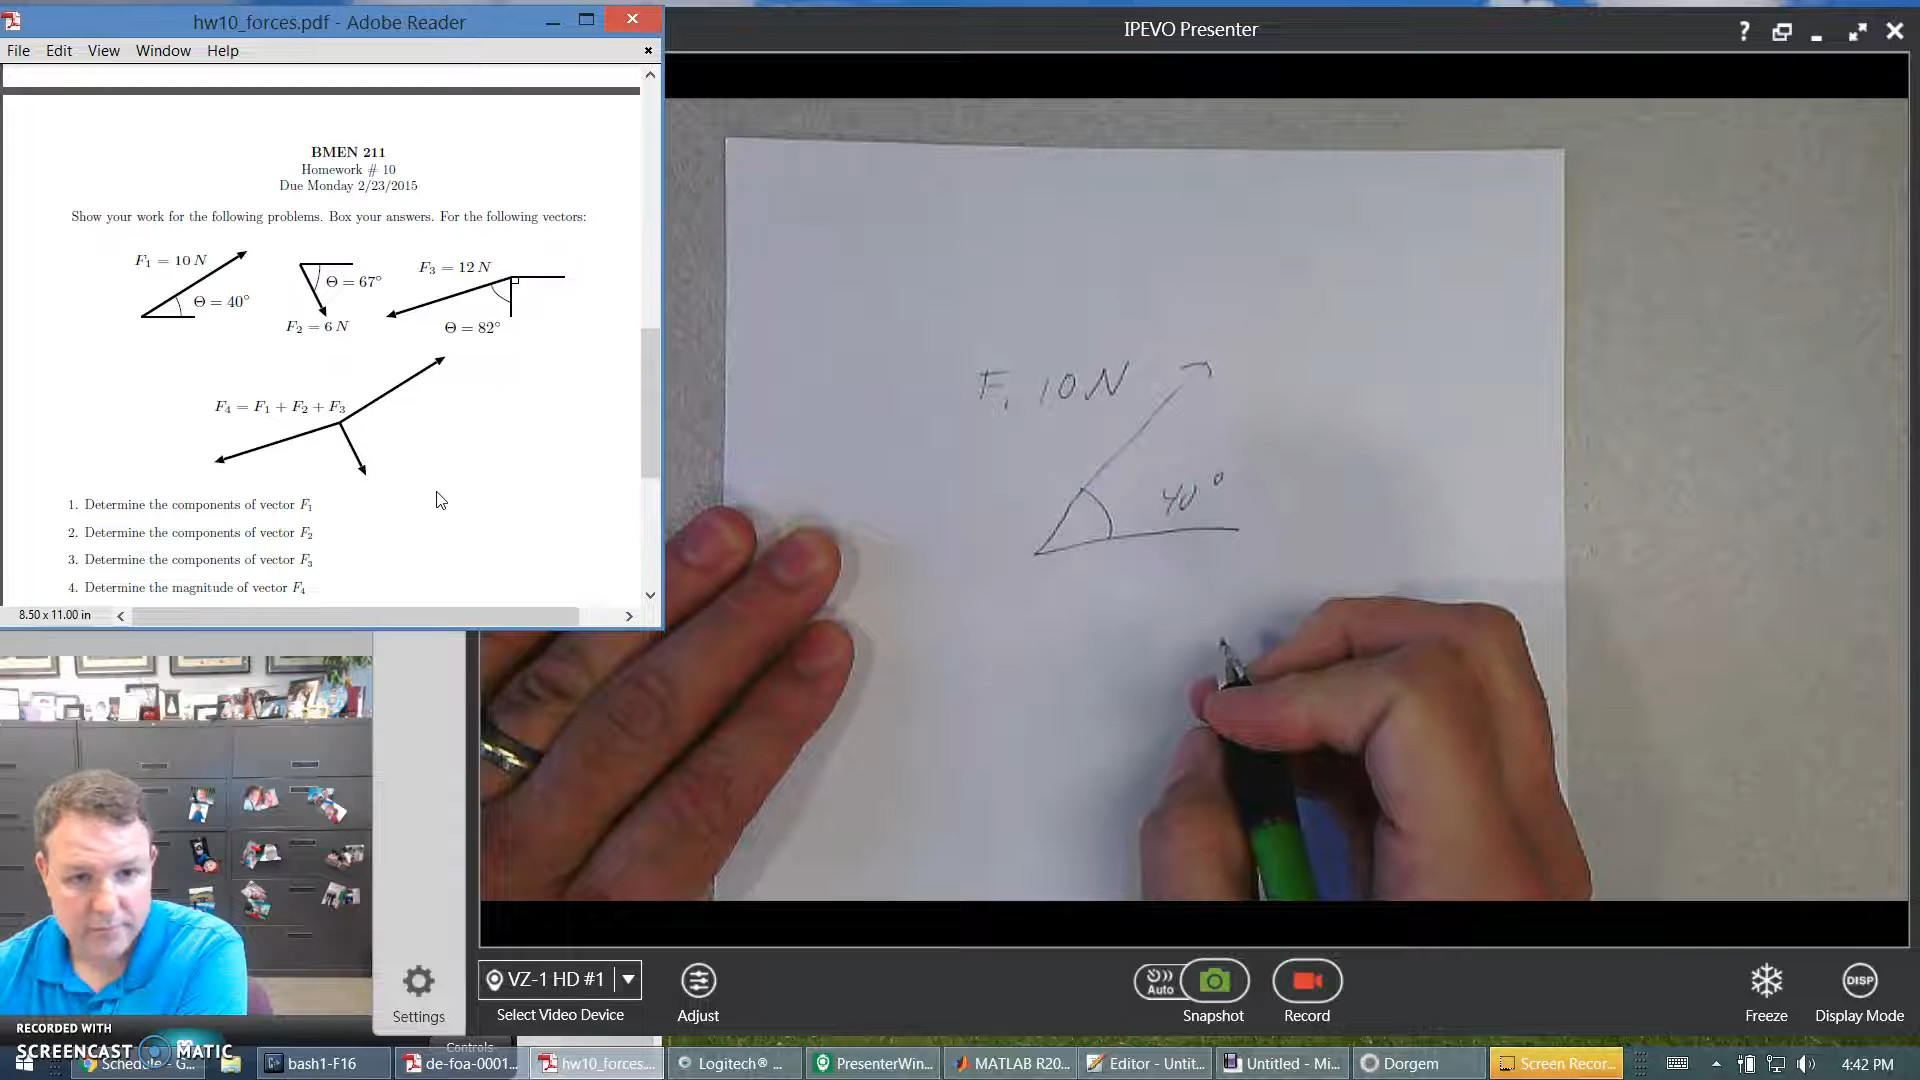 hw10_forces.pdf - Adobe Reader
File Edit View Window Help
BMEN 211
Homework # 10
Due Monday 2/23/2015
Show your work for the following problems. Box your answers. For the following vectors:
F₁ = 10 N
Θ = 40°
Θ = 67°
F₂ = 6 N
F₃ = 12 N
Θ = 82°
F₄ = F₁ + F₂ + F₃
1. Determine the components of vector F₁
2. Determine the components of vector F₂
3. Determine the components of vector F₃
4. Determine the magnitude of vector F₄
8.50 x 11.00 in
IPEVO Presenter
F₁ 10 N
40°
Settings
VZ-1 HD #1
Select Video Device
Adjust
Auto
Snapshot
Record
Freeze
DISP
Display Mode
RECORDED WITH
SCREENCAST MATIC
Controls
Schedule - G...
bash1-F16
de-foa-0001...
hw10_forces....
Logitech® ...
PresenterWin...
MATLAB R20...
Editor - Untit...
Untitled - Mi...
Dorgem
Screen Recor...
4:42 PM